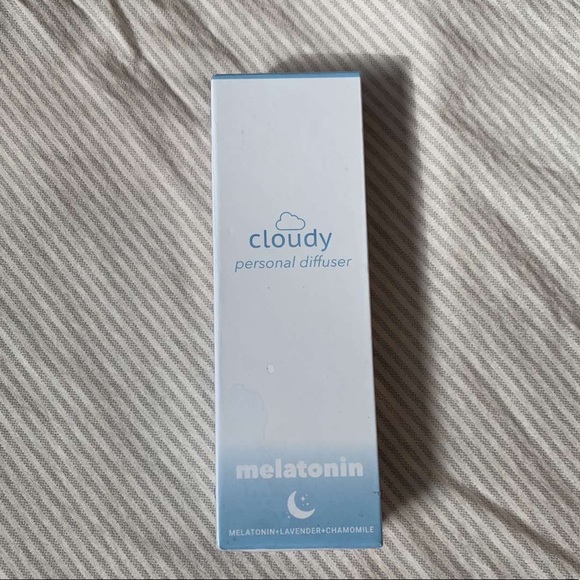 cloudy
personal diffuser
melatonin
MELATONIN+LAVENDER+CHAMOMILE